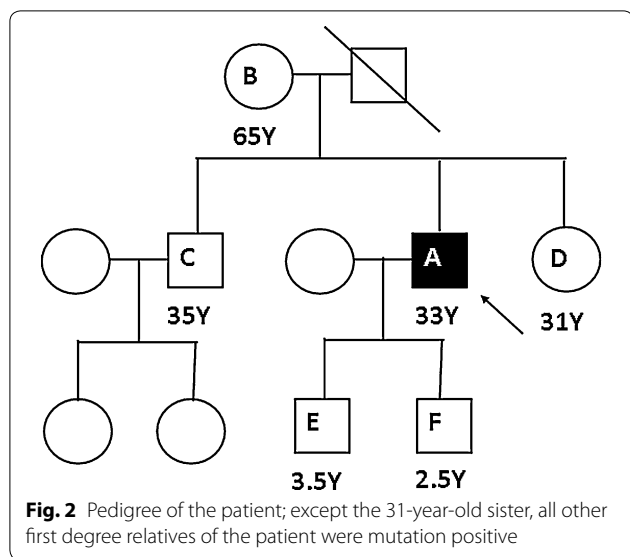 B
65Y
C
A
D
35Y
33Y
31Y
E
F
3.5Y
2.5Y
Fig. 2 Pedigree of the patient; except the 31-year-old sister, all other
first degree relatives of the patient were mutation positive